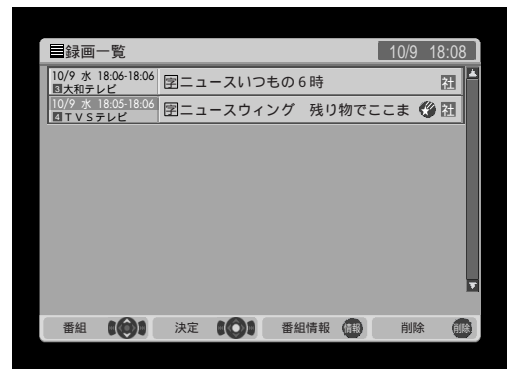 録画一覧 10/9 18:08
10/9 水 18:06-18:06
3大和テレビ
字ニュースいつもの6時 社
10/9 水 18:05-18:06
4TVSテレビ
字ニュースウィング 残り物でここま 社
番組 決定 番組情報 情報 削除 削除